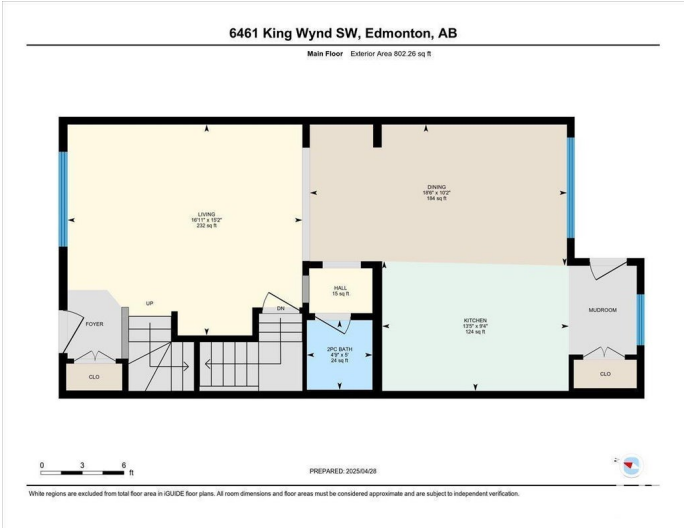 6461 King Wynd SW, Edmonton, AB
Main Floor Exterior Area 802.26 sq ft
LIVING
16'11" x 15'2"
232 sq ft
DINING
18'6" x 10'2"
184 sq ft
HALL
15 sq ft
UP
DN
FOYER
KITCHEN
13'5" x 9'4"
124 sq ft
MUDROOM
2PC BATH
4'9" x 5'
24 sq ft
CLO
CLO
0 3 6
ft
PREPARED: 2025/04/28
White regions are excluded from total floor area in iGUIDE floor plans. All room dimensions and floor areas must be considered approximate and are subject to independent verification.